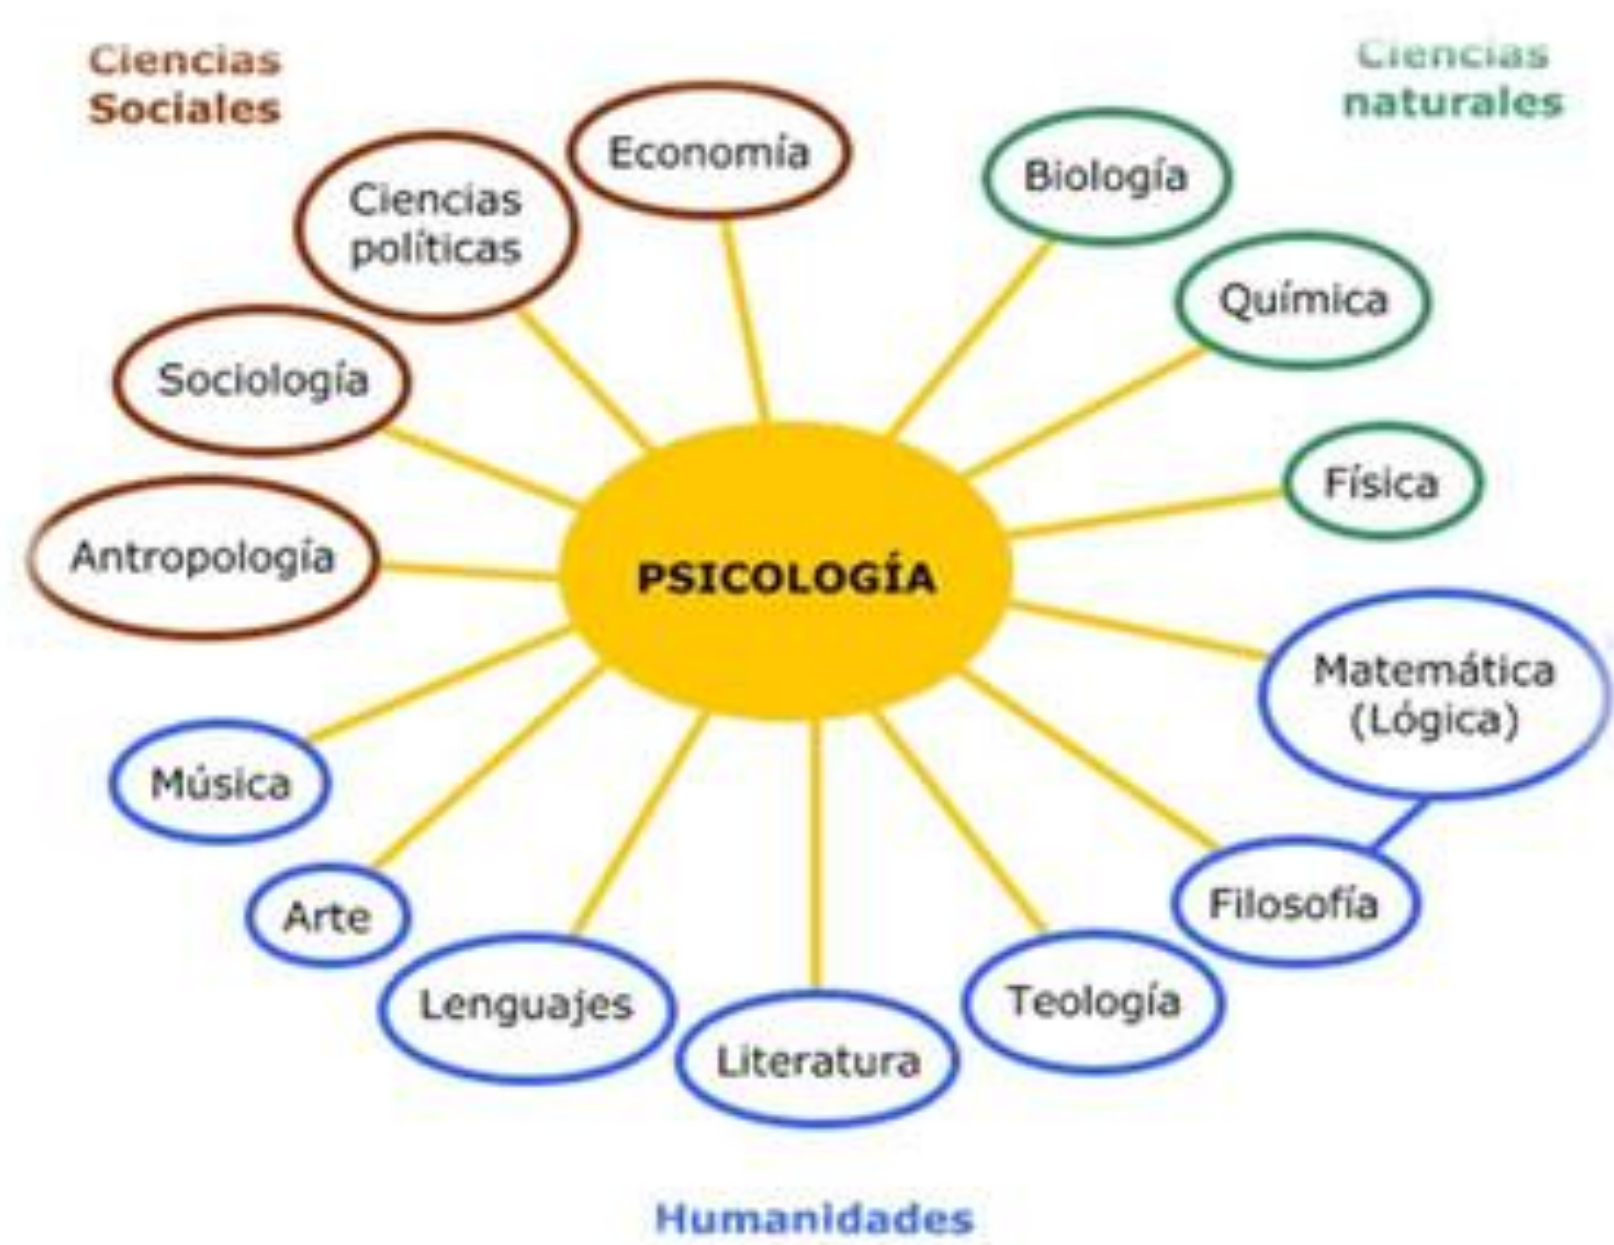 Ciencias
Sociales
Ciencias
naturales
Economía
Biología
Ciencias
políticas
Química
Sociología
Física
Antropología
PSICOLOGÍA
Matemática
(Lógica)
Música
Filosofía
Arte
Lenguajes
Teología
Literatura
Humanidades